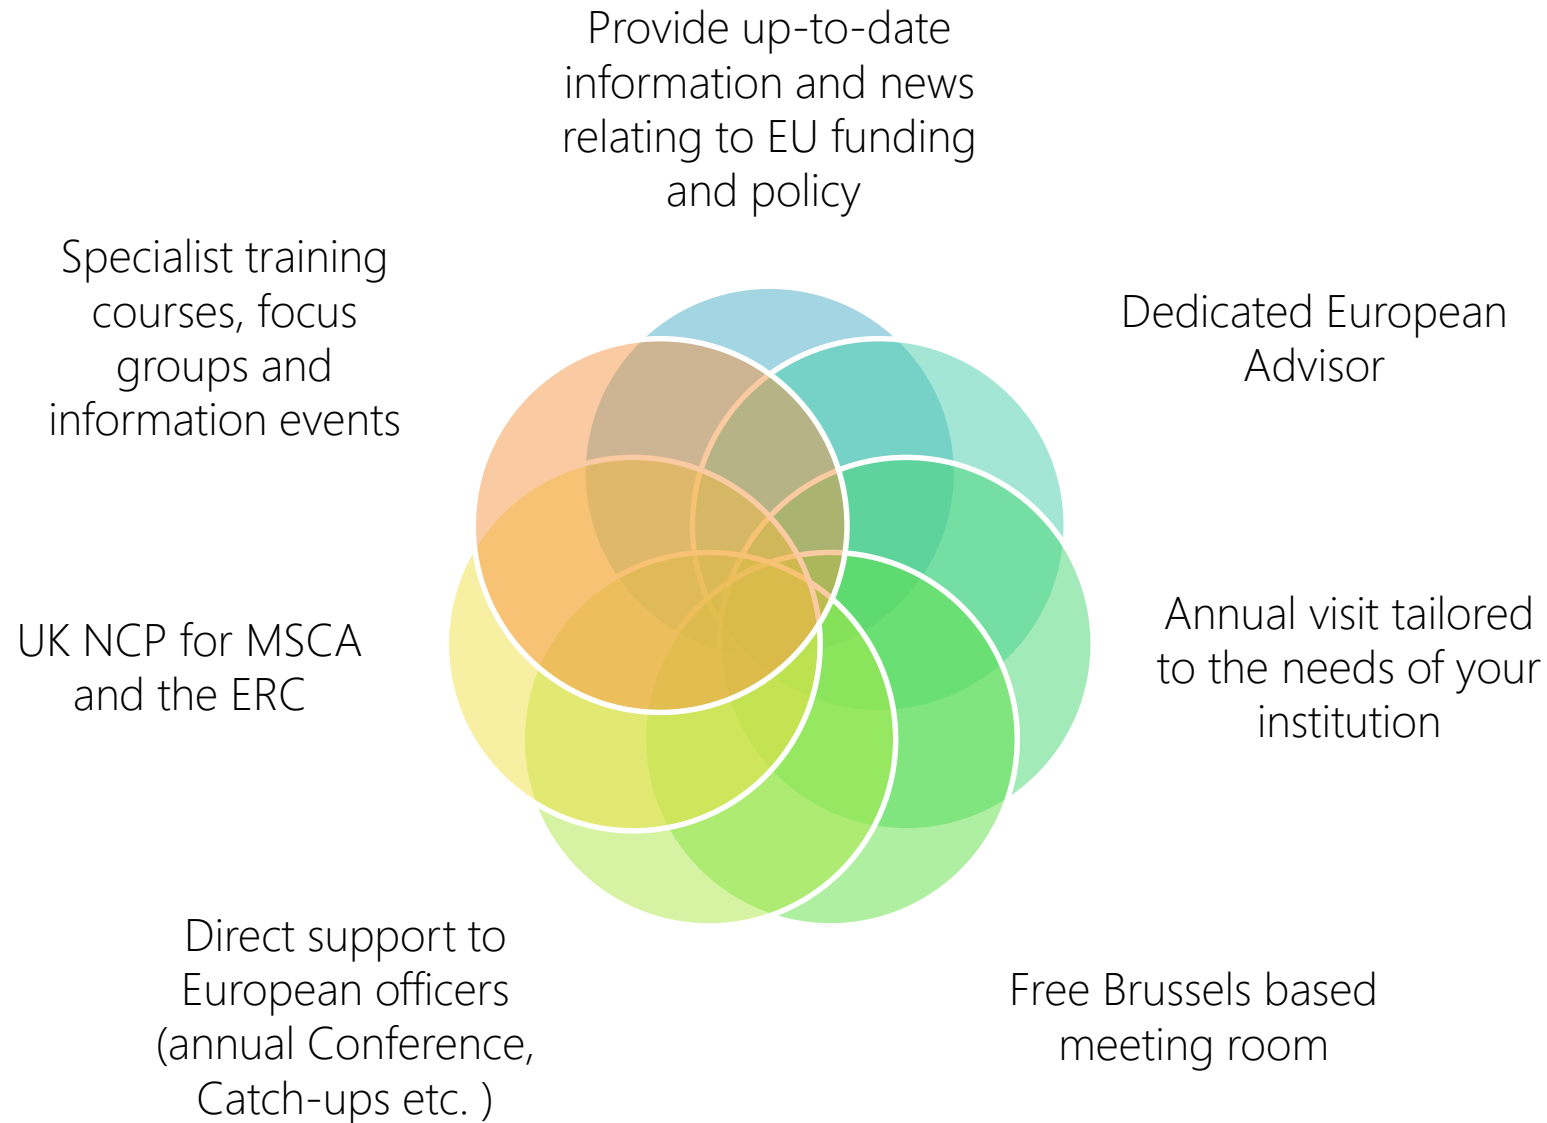 Provide up-to-date
information and news
relating to EU funding
and policy
Dedicated European
Advisor
Annual visit tailored
to the needs of your
institution
Free Brussels based
meeting room
Direct support to
European officers
(annual Conference,
Catch-ups etc. )
UK NCP for MSCA
and the ERC
Specialist training
courses, focus
groups and
information events